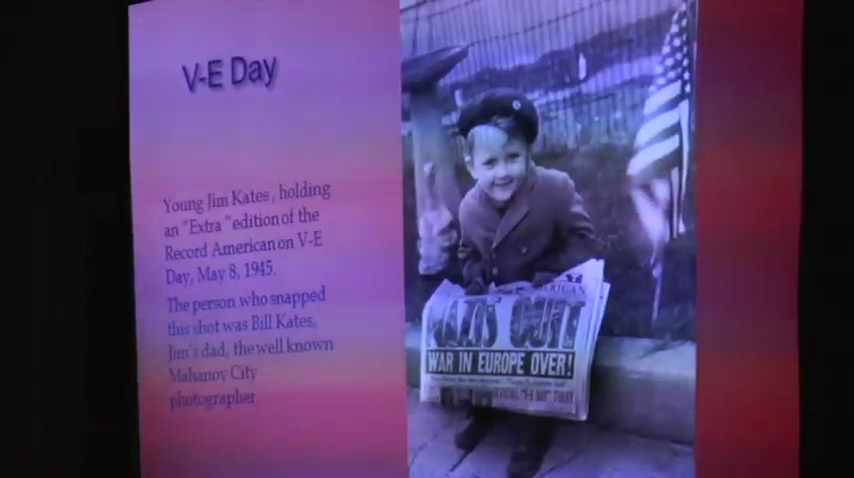 V-E Day
Young Jim Kates , holding
an "Extra "edition of the
Record American on V-E
Day, May 8, 1945.
The person who snapped
this shot was Bill Kates,
Jim's dad, the well known
Mahanoy City
photographer.
NAZIS QUIT
WAR IN EUROPE OVER!